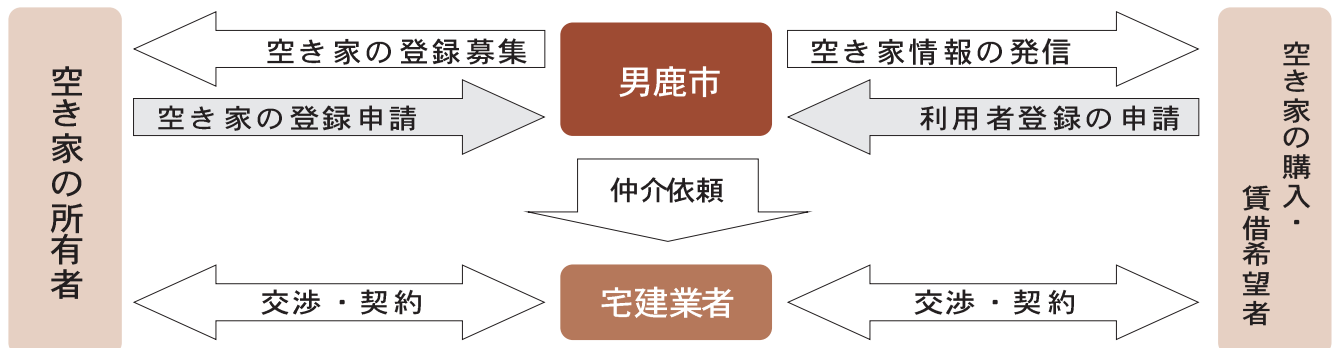 空き家の所有者
空き家の登録募集
空き家の登録申請
男鹿市
空き家情報の発信
利用者登録の申請
仲介依頼
交渉・契約
宅建業者
交渉・契約
空き家の購入・
賃借希望者